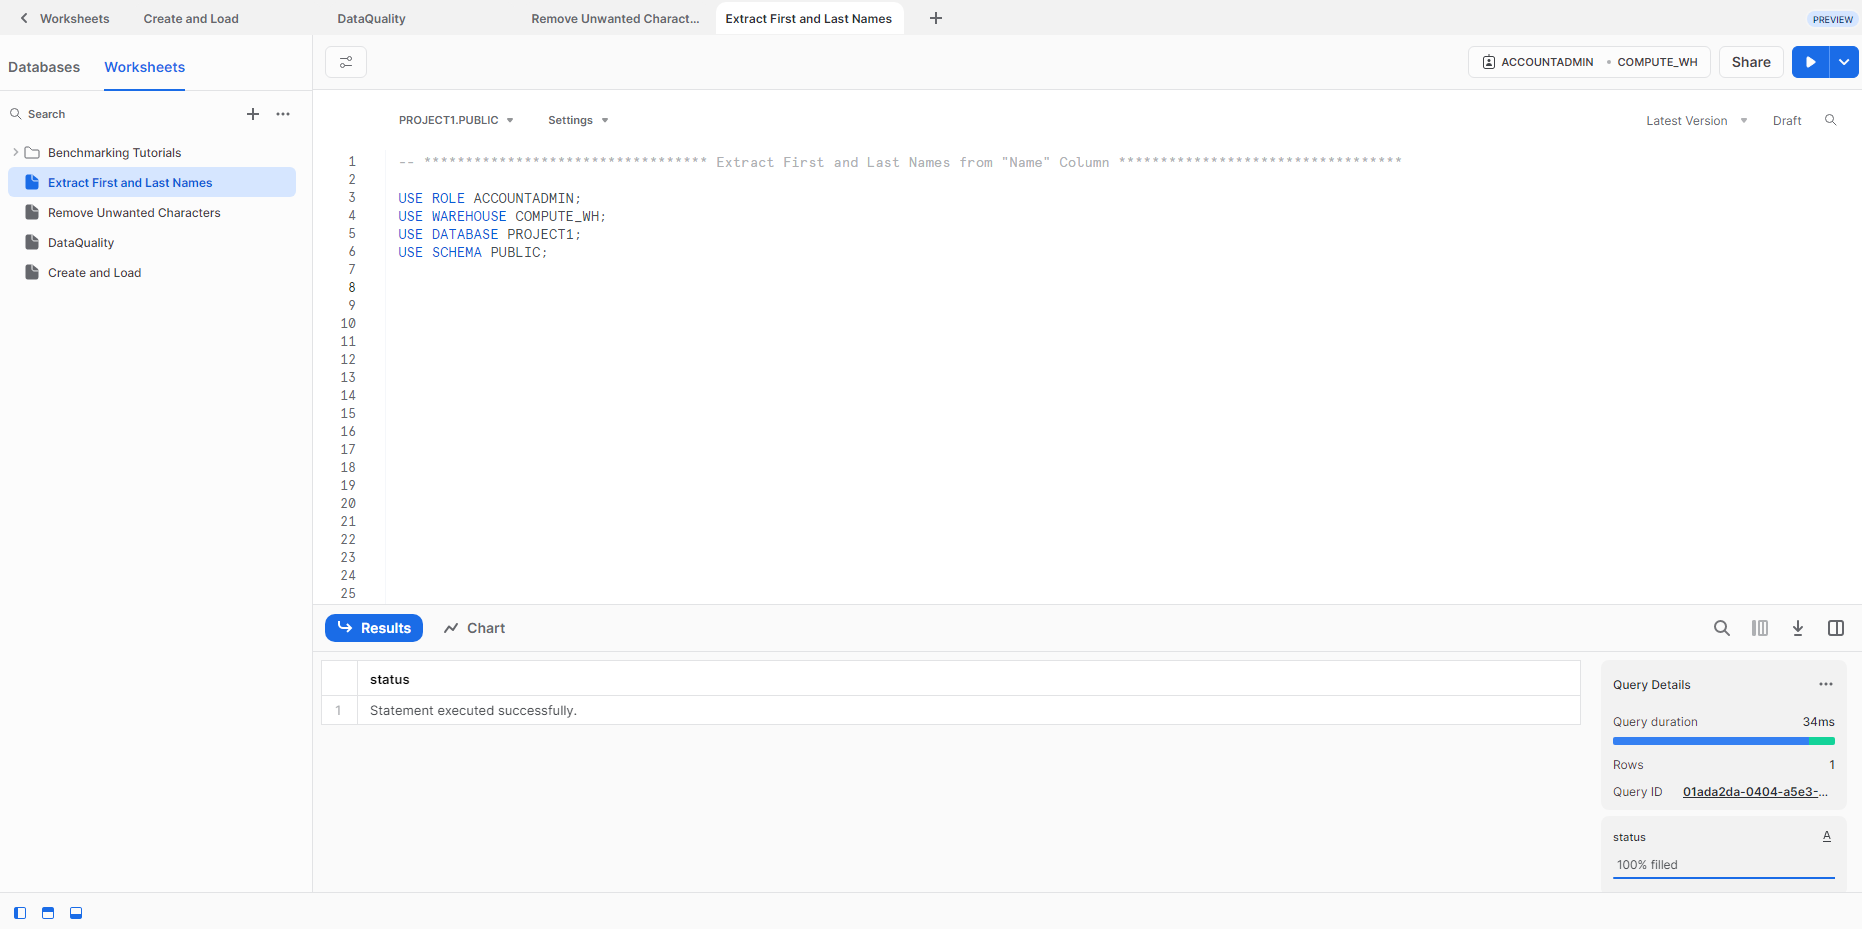 Worksheets
Create and Load
DataQuality
Remove Unwanted Charact...
Extract First and Last Names
PREVIEW
Databases
Worksheets
ACCOUNTADMIN
COMPUTE_WH
Share
Search
PROJECT1.PUBLIC
Settings
Latest Version
Draft
Benchmarking Tutorials
Extract First and Last Names
Remove Unwanted Characters
DataQuality
Create and Load
1 -- ********************************** Extract First and Last Names from "Name" Column **********************************
2
3 USE ROLE ACCOUNTADMIN;
4 USE WAREHOUSE COMPUTE_WH;
5 USE DATABASE PROJECT1;
6 USE SCHEMA PUBLIC;
7
8
9
10
11
12
13
14
15
16
17
18
19
20
21
22
23
24
25
Results
Chart
status
1 Statement executed successfully.
Query Details
Query duration 34ms
Rows 1
Query ID 01ada2da-0404-a5e3-...
status A
100% filled